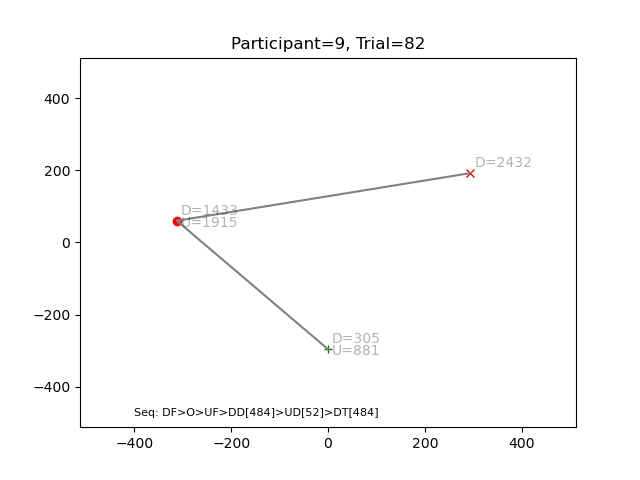 Participant=9, Trial=82
400
200
0
−200
−400
D=2432
D=1433
U=1915
D=305
U=881
Seq: DF>O>UF>DD[484]>UD[52]>DT[484]
−400
−200
0
200
400